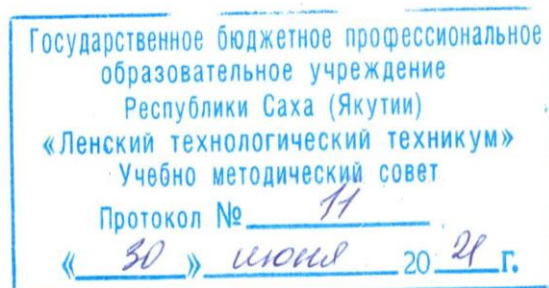 Государственное бюджетное профессиональное
образовательное учреждение
Республики Саха (Якутии)
«Ленский технологический техникум»
Учебно методический совет
Протокол № 11
« 30 » июня 20 21 г.